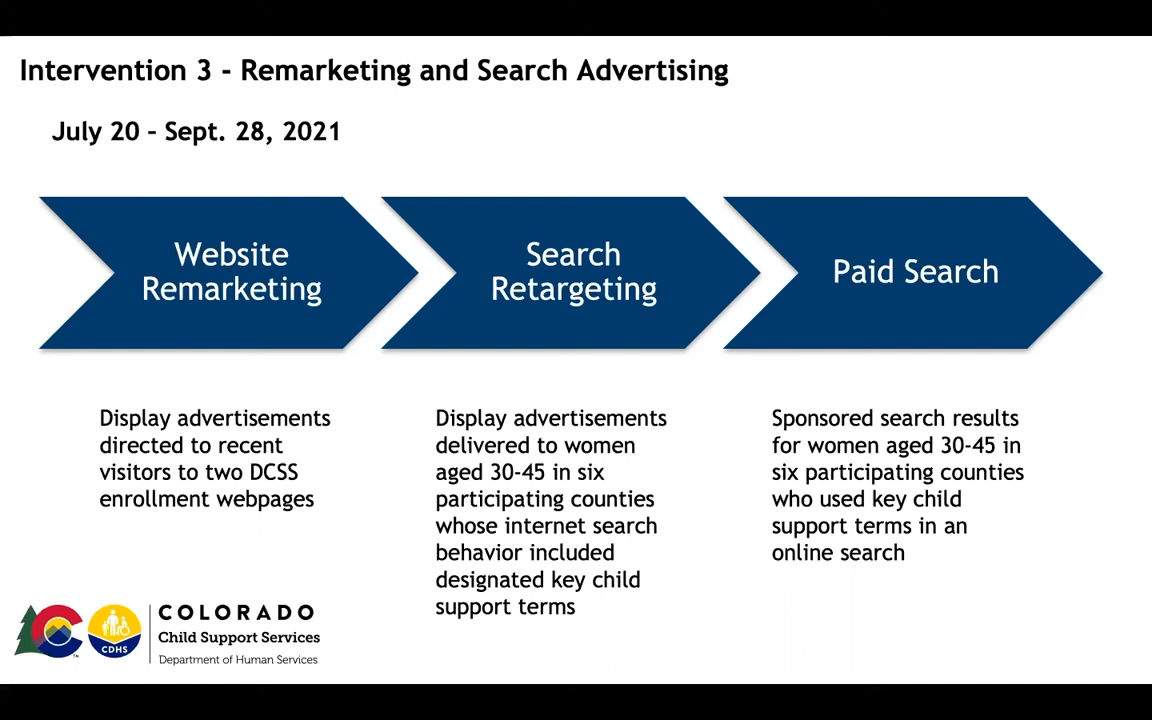 Intervention 3 - Remarketing and Search Advertising
July 20 – Sept. 28, 2021
Website
Remarketing
Search
Retargeting
Paid Search
Display advertisements
directed to recent
visitors to two DCSS
enrollment webpages
Display advertisements
delivered to women
aged 30-45 in six
participating counties
whose internet search
behavior included
designated key child
support terms
Sponsored search results
for women aged 30-45 in
six participating counties
who used key child
support terms in an
online search
CDHS
COLORADO
Child Support Services
Department of Human Services